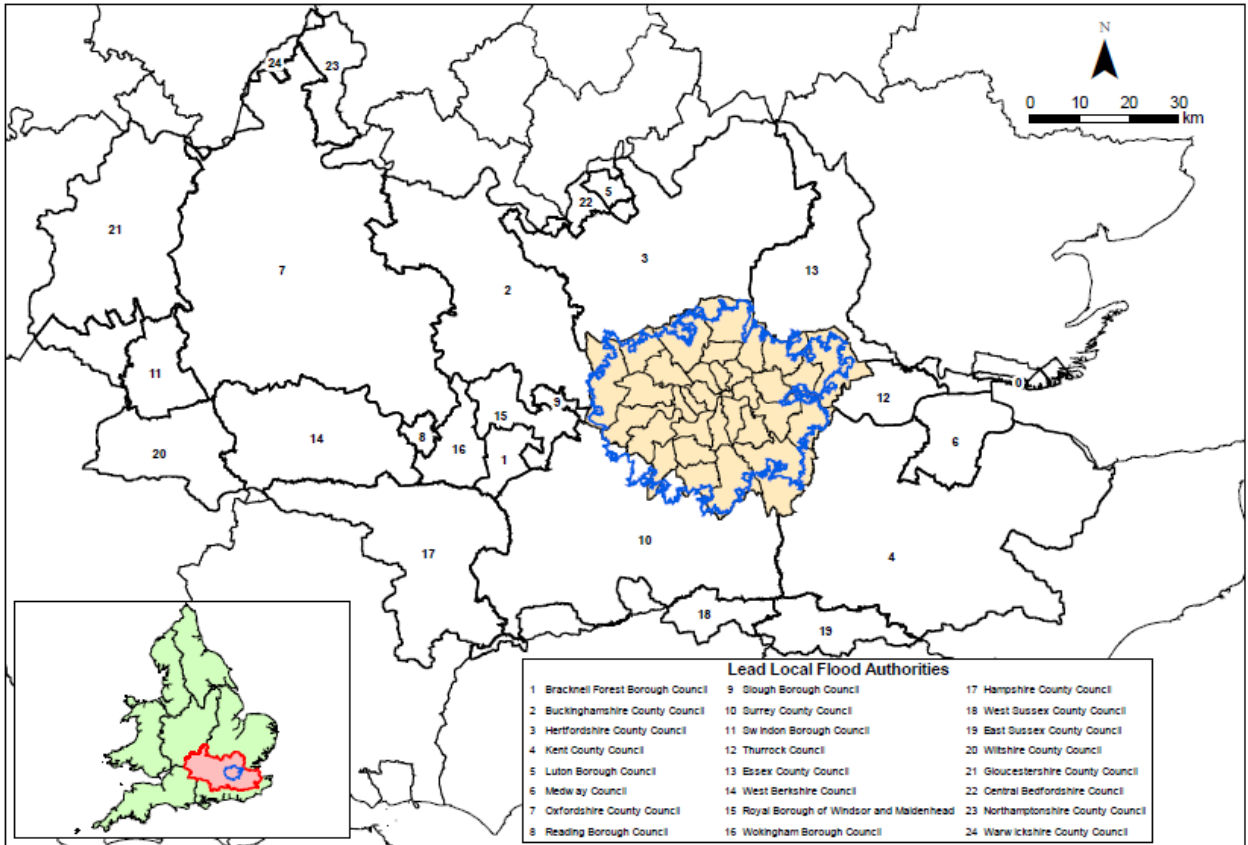 24
23
N
0 10 20 30
km
5
22
21
3
13
7
2
11
9
0
12
15
14
8
6
20
16
1
10
17
4
18
19
Lead Local Flood Authorities
1 Bracknell Forest Borough Council 9 Slough Borough Council 17 Hampshire County Council
2 Buckinghamshire County Council 10 Surrey County Council 18 West Sussex County Council
3 Hertfordshire County Council 11 Swindon Borough Council 19 East Sussex County Council
4 Kent County Council 12 Thurrock Council 20 Wiltshire County Council
5 Luton Borough Council 13 Essex County Council 21 Gloucestershire County Council
6 Medway Council 14 West Berkshire Council 22 Central Bedfordshire Council
7 Oxfordshire County Council 15 Royal Borough of Windsor and Maidenhead 23 Northamptonshire County Council
8 Reading Borough Council 16 Wokingham Borough Council 24 Warwickshire County Council